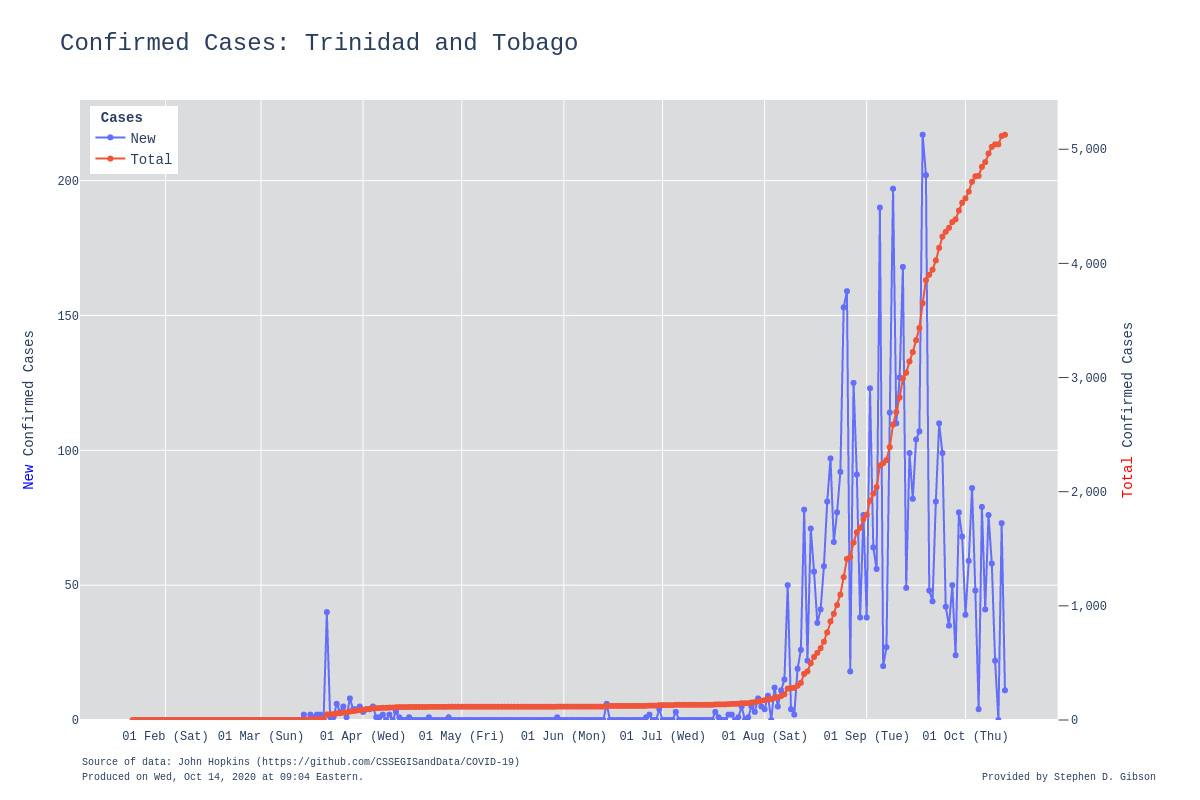 Confirmed Cases: Trinidad and Tobago
Cases
New
Total
200
150
100
50
0
5,000
4,000
3,000
2,000
1,000
0
New Confirmed Cases
Total Confirmed Cases
01 Feb (Sat) 01 Mar (Sun) 01 Apr (Wed) 01 May (Fri) 01 Jun (Mon) 01 Jul (Wed) 01 Aug (Sat) 01 Sep (Tue) 01 Oct (Thu)
Source of data: John Hopkins (https://github.com/CSSEGISandData/COVID-19)
Produced on Wed, Oct 14, 2020 at 09:04 Eastern.
Provided by Stephen D. Gibson